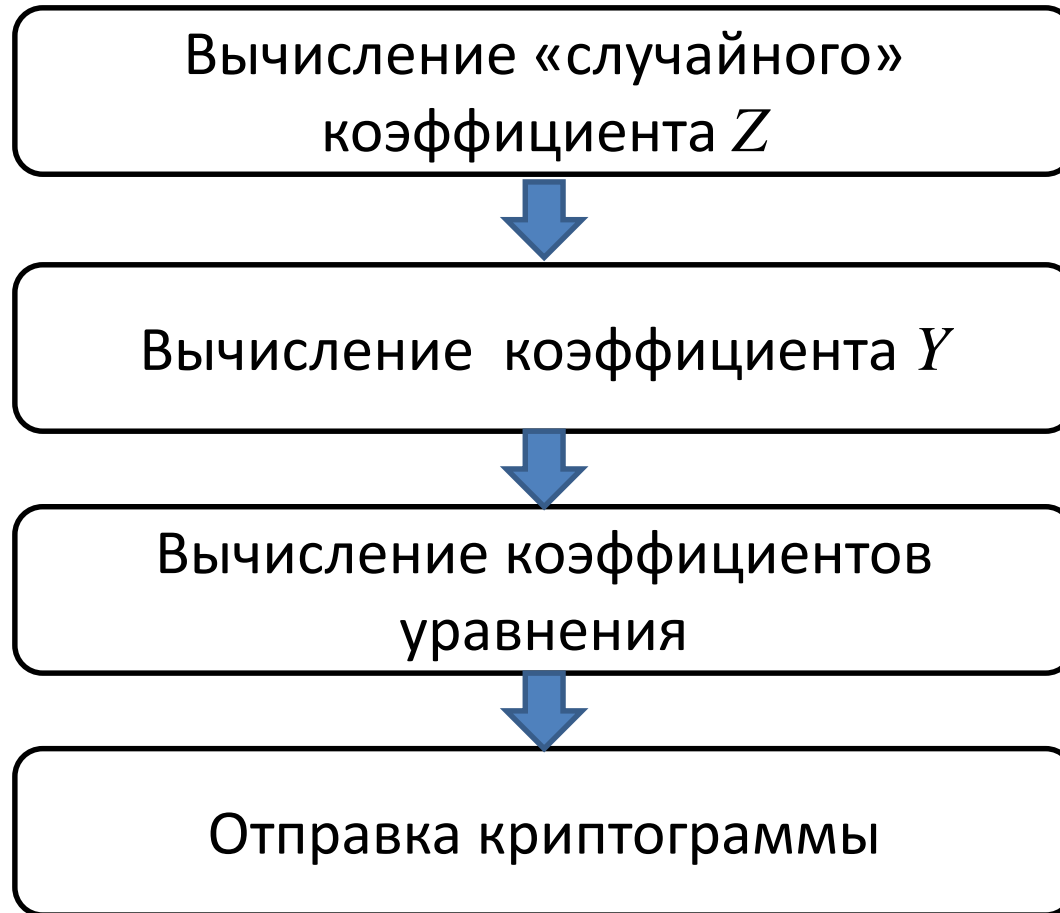 Вычисление «случайного»
коэффициента Z
Вычисление коэффициента Y
Вычисление коэффициентов
уравнения
Отправка криптограммы